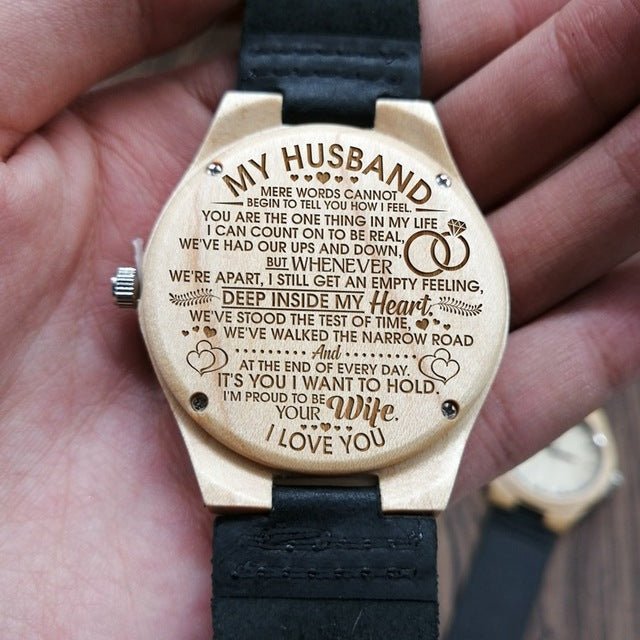 MY HUSBAND
MERE WORDS CANNOT
BEGIN TO TELL YOU HOW I FEEL.
YOU ARE THE ONE THING IN MY LIFE
I CAN COUNT ON TO BE REAL,
WE'VE HAD OUR UPS AND DOWN,
BUT WHENEVER
WE'RE APART, I STILL GET AN EMPTY FEELING,
DEEP INSIDE MY Heart.
WE'VE STOOD THE TEST OF TIME,
WE'VE WALKED THE NARROW ROAD
And
AT THE END OF EVERY DAY.
IT'S YOU I WANT TO HOLD,
I'M PROUD TO BE
YOUR Wife.
I LOVE YOU